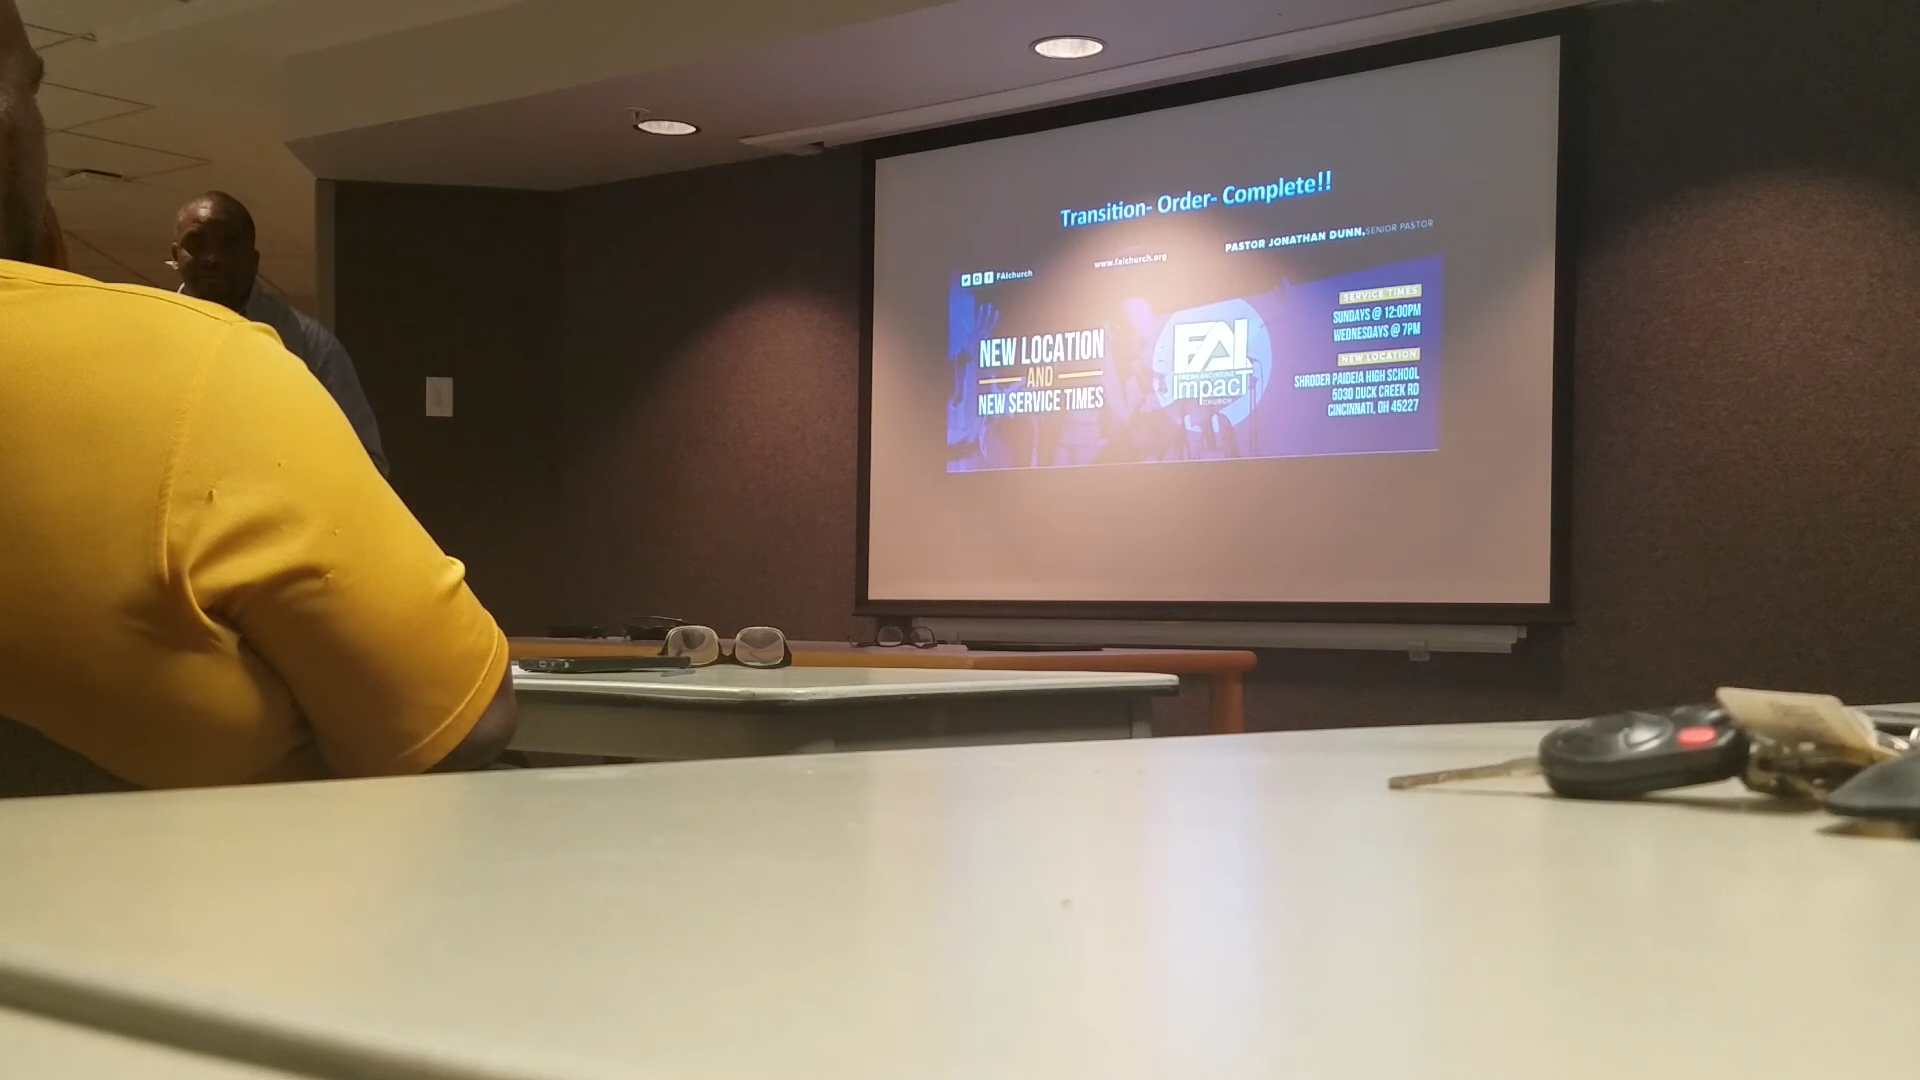 Transition- Order- Complete!!
PASTOR JONATHAN DUNN, SENIOR PASTOR
www.faichurch.org
FAIchurch
NEW LOCATION
AND
NEW SERVICE TIMES
FAI
FRESH ANOINTING
Impact
CHURCH
SERVICE TIMES
SUNDAYS @ 12:00PM
WEDNESDAYS @ 7PM
NEW LOCATION
SHRODER PAIDEIA HIGH SCHOOL
5030 DUCK CREEK RD
CINCINNATI, OH 45227